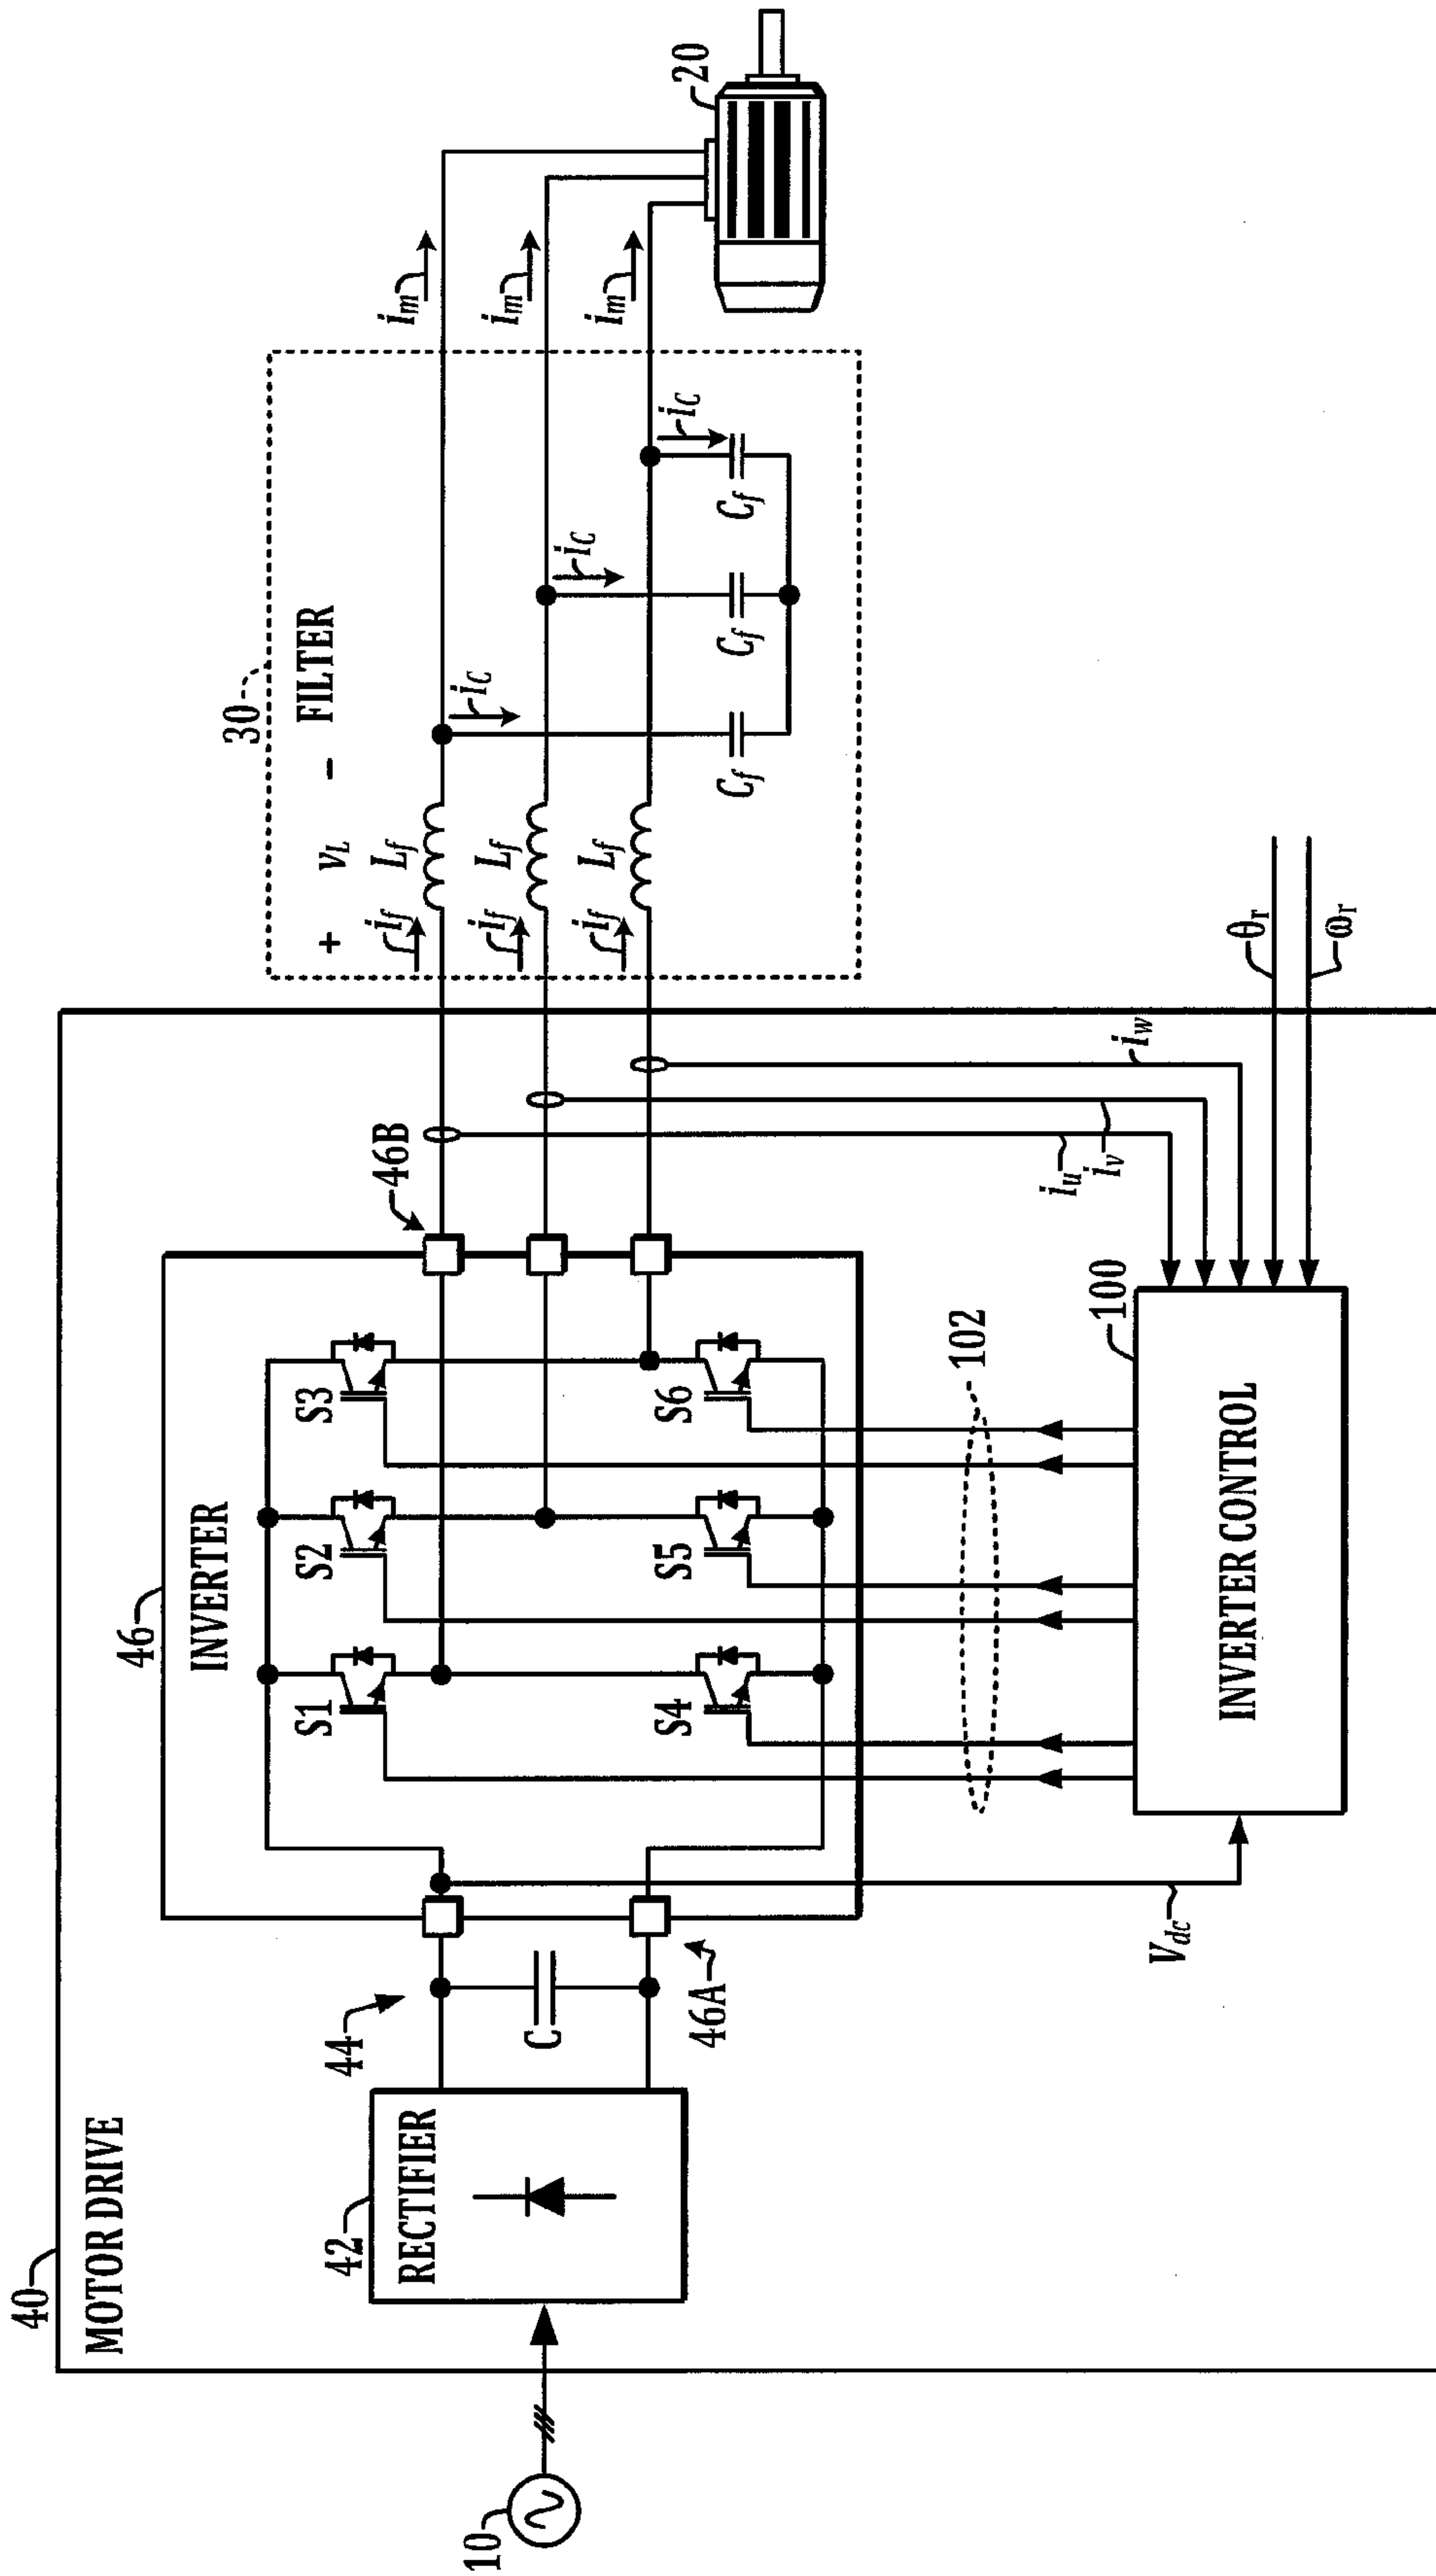 40
MOTOR DRIVE
10
42
RECTIFIER
44
C
46A
46
INVERTER
S1
S2
S3
S4
S5
S6
46B
V_dc
102
100
INVERTER CONTROL
i_u
i_v
i_w
θ_r
ω_r
30
+ v_L − FILTER
i_f L_f
i_f L_f
i_f L_f
i_C
i_C
i_C
C_f
C_f
C_f
i_m
i_m
i_m
20